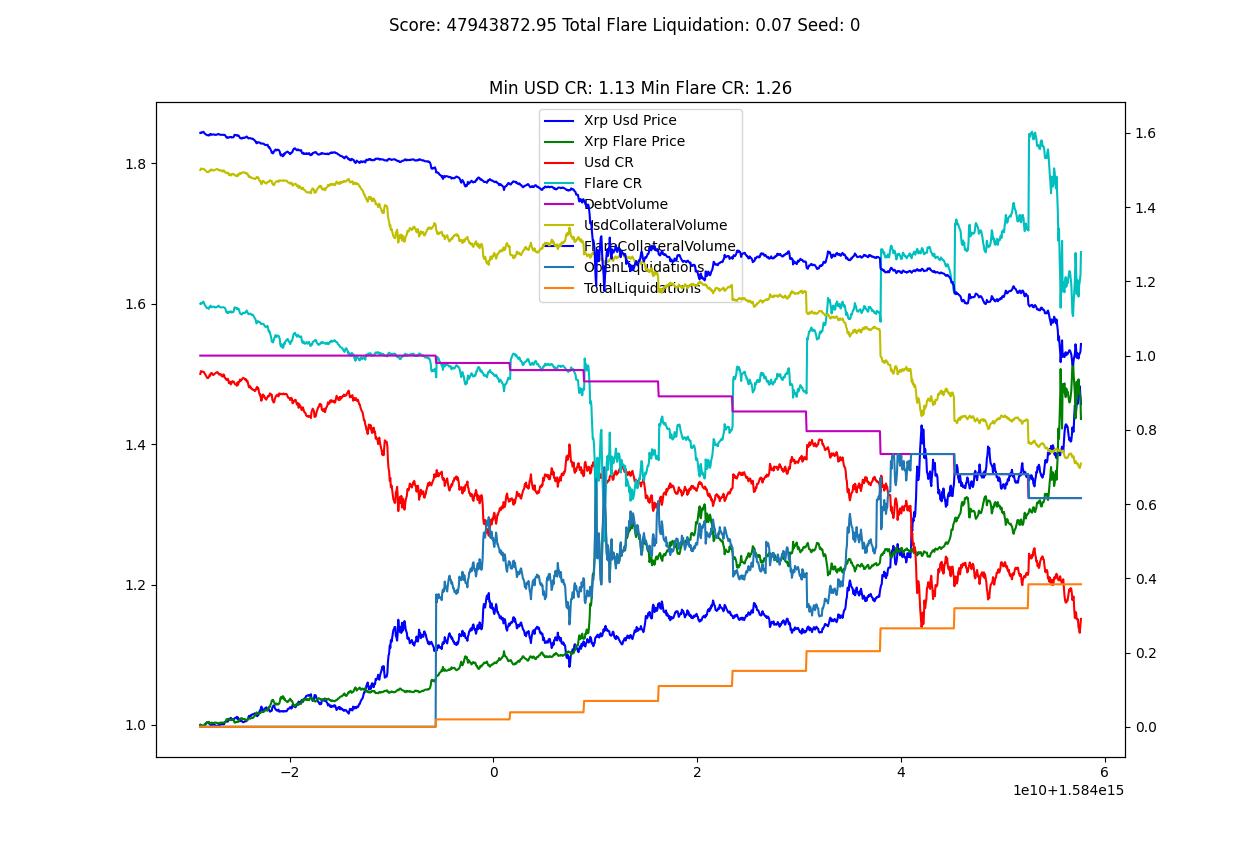 Score: 47943872.95 Total Flare Liquidation: 0.07 Seed: 0
Min USD CR: 1.13 Min Flare CR: 1.26
Xrp Usd Price
Xrp Flare Price
Usd CR
Flare CR
DebtVolume
UsdCollateralVolume
FlareCollateralVolume
OpenLiquidations
TotalLiquidations
1.8
1.6
1.4
1.2
1.0
1.6
1.4
1.2
1.0
0.8
0.6
0.4
0.2
0.0
−2 0 2 4 6
1e10+1.584e15